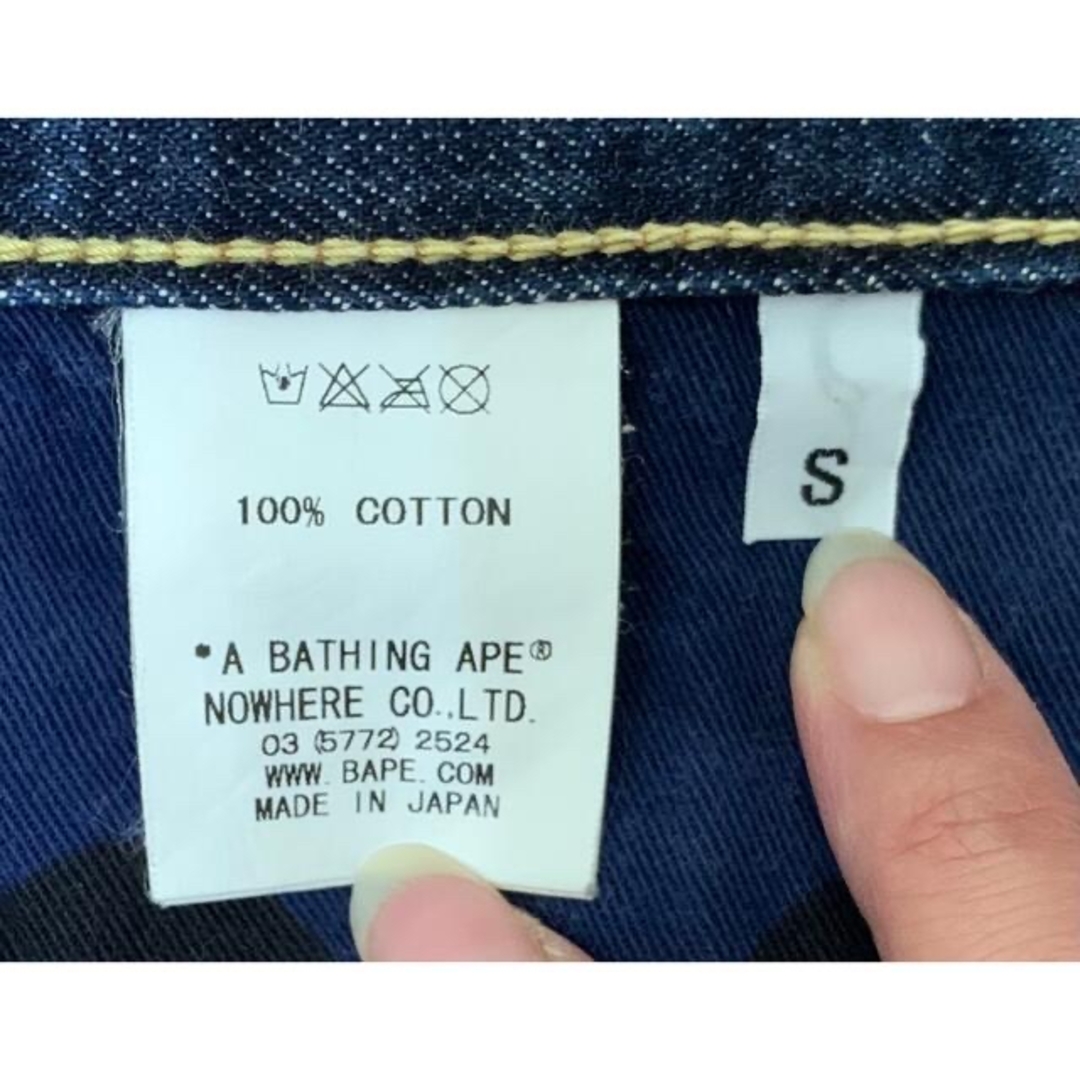 100% COTTON
*A BATHING APE®
NOWHERE CO.,LTD.
03 (5772) 2524
WWW. BAPE. COM
MADE IN JAPAN
S